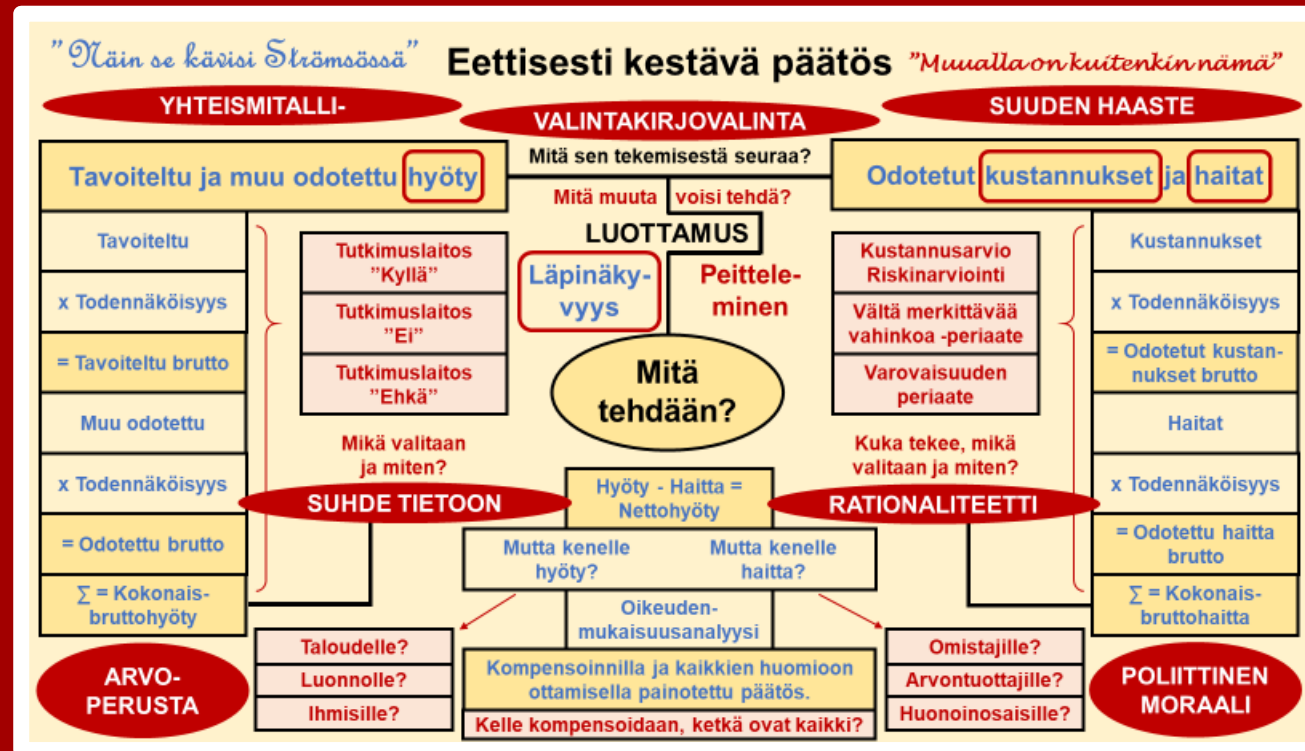 ”Näin se kävisi Strömsössä”
Eettisesti kestävä päätös
”Muualla on kuitenkin nämä”
YHTEISMITALLI-
VALINTAKIRJOVALINTA
SUUDEN HAASTE
Tavoiteltu ja muu odotettu hyöty
Mitä sen tekemisestä seuraa?
Odotetut kustannukset ja haitat
Mitä muuta voisi tehdä?
LUOTTAMUS
Läpinäky-
vyys
Peittele-
minen
Mitä
tehdään?
Tavoiteltu
x Todennäköisyys
= Tavoiteltu brutto
Muu odotettu
x Todennäköisyys
= Odotettu brutto
∑ = Kokonais-
bruttohyöty
Tutkimuslaitos
”Kyllä”
Tutkimuslaitos
”Ei”
Tutkimuslaitos
”Ehkä”
Mikä valitaan
ja miten?
SUHDE TIETOON
Kustannusarvio
Riskinarviointi
Vältä merkittävää
vahinkoa -periaate
Varovaisuuden
periaate
Kuka tekee, mikä
valitaan ja miten?
RATIONALITEETTI
Kustannukset
x Todennäköisyys
= Odotetut kustan-
nukset brutto
Haitat
x Todennäköisyys
= Odotettu haitta
brutto
∑ = Kokonais-
bruttohaitta
Hyöty - Haitta =
Nettohyöty
Mutta kenelle
hyöty?
Mutta kenelle
haitta?
Oikeuden-
mukaisuusanalyysi
Kompensoinnilla ja kaikkien huomioon
ottamisella painotettu päätös.
Kelle kompensoidaan, ketkä ovat kaikki?
ARVO-
PERUSTA
Taloudelle?
Luonnolle?
Ihmisille?
Omistajille?
Arvontuottajille?
Huonoinosaisille?
POLIITTINEN
MORAALI